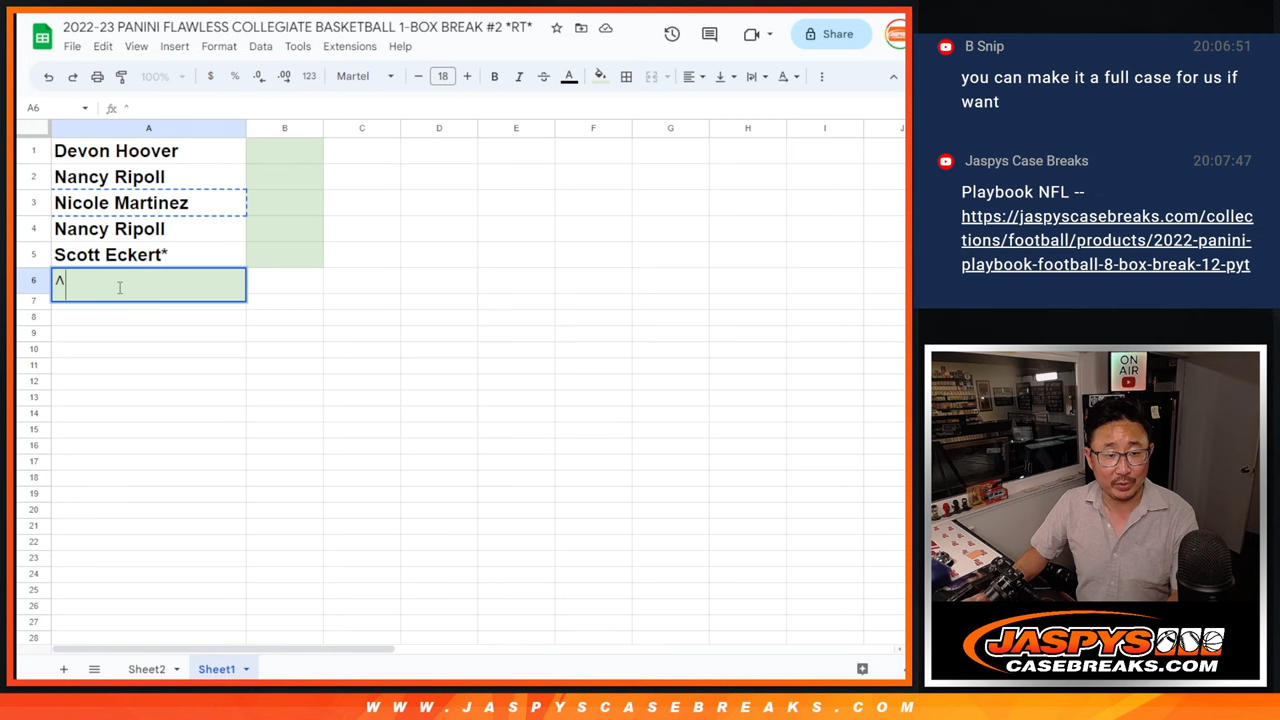 2022-23 PANINI FLAWLESS COLLEGIATE BASKETBALL 1-BOX BREAK #2 *RT*
File Edit View Insert Format Data Tools Extensions Help
Share
100% $ % .0 .00 123 Martel 18 B I A
A6 fx ^
A B C D E F G H I J
1 Devon Hoover
2 Nancy Ripoll
3 Nicole Martinez
4 Nancy Ripoll
5 Scott Eckert*
6 ^
7
8
9
10
11
12
13
14
15
16
17
18
19
20
21
22
23
24
25
26
27
28
Sheet2 Sheet1
B Snip 20:06:51
you can make it a full case for us if
want
Jaspys Case Breaks 20:07:47
Playbook NFL --
https://jaspyscasebreaks.com/collec
tions/football/products/2022-panini-
playbook-football-8-box-break-12-pyt
ON
AIR
JASPYS
CASEBREAKS.COM
WWW.JASPYSCASEBREAKS.COM